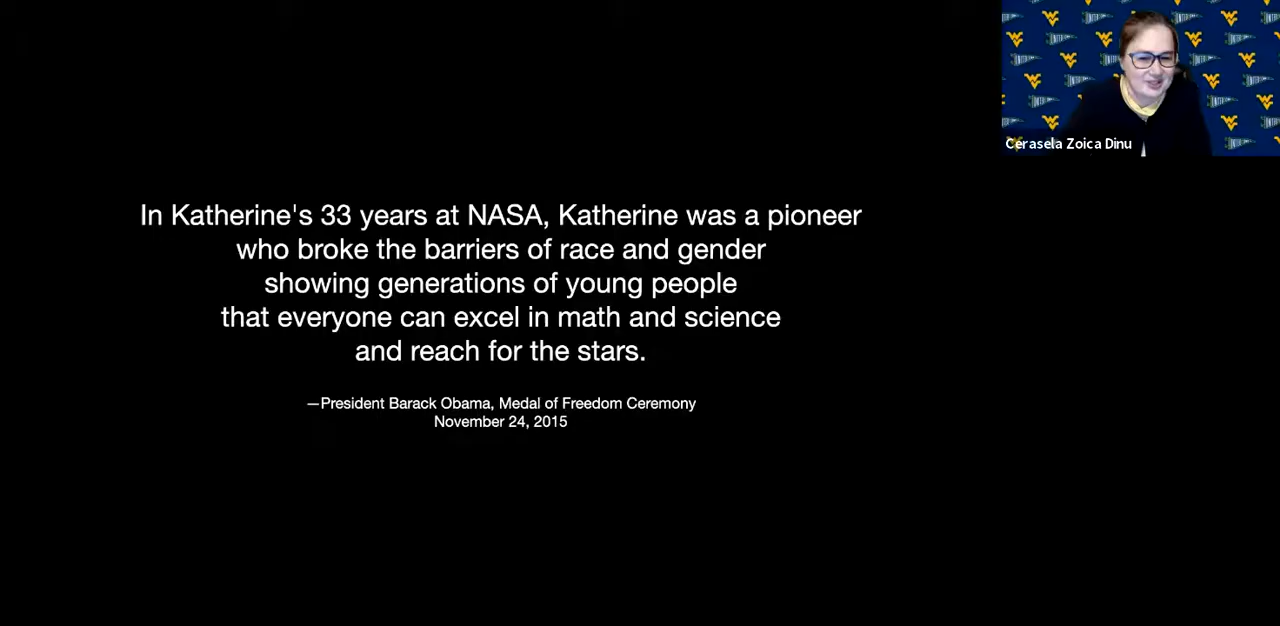 In Katherine's 33 years at NASA, Katherine was a pioneer
who broke the barriers of race and gender
showing generations of young people
that everyone can excel in math and science
and reach for the stars.
—President Barack Obama, Medal of Freedom Ceremony
November 24, 2015
Cerasela Zoica Dinu